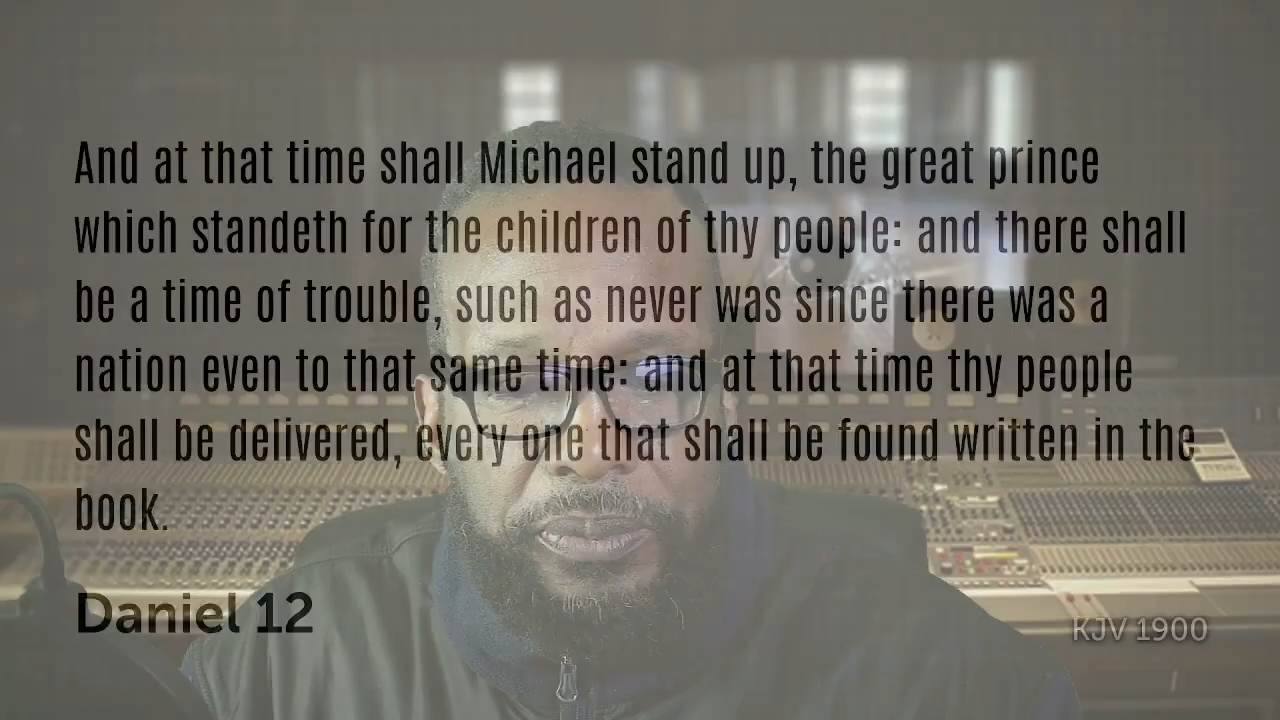 And at that time shall Michael stand up, the great prince
which standeth for the children of thy people: and there shall
be a time of trouble, such as never was since there was a
nation even to that same time: and at that time thy people
shall be delivered, every one that shall be found written in the
book.
Daniel 12
KJV 1900